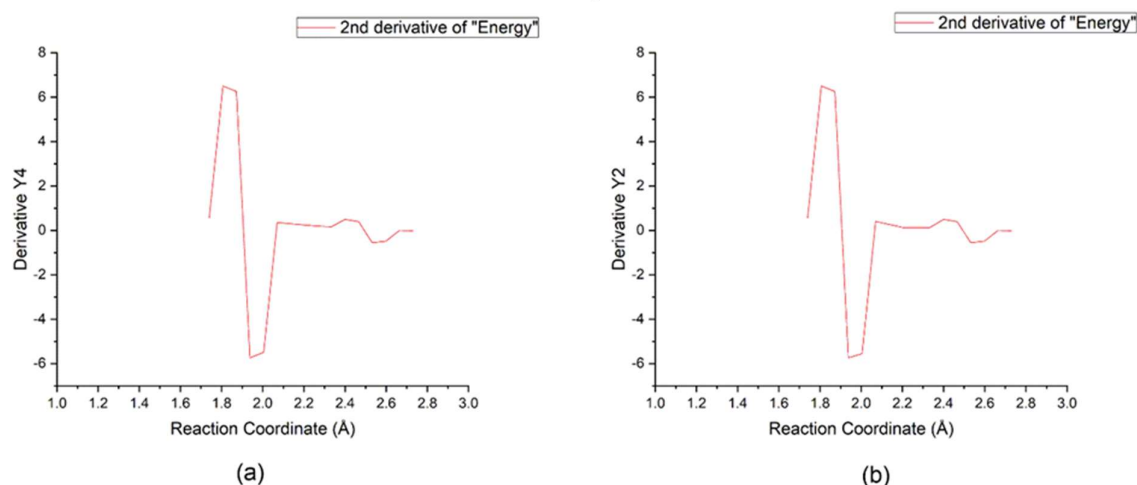 2nd derivative of "Energy"
8
6
4
2
0
-2
-4
-6
Derivative Y4
1.0 1.2 1.4 1.6 1.8 2.0 2.2 2.4 2.6 2.8 3.0
Reaction Coordinate (Å)
(a)
2nd derivative of "Energy"
8
6
4
2
0
-2
-4
-6
Derivative Y2
1.0 1.2 1.4 1.6 1.8 2.0 2.2 2.4 2.6 2.8 3.0
Reaction Coordinate (Å)
(b)